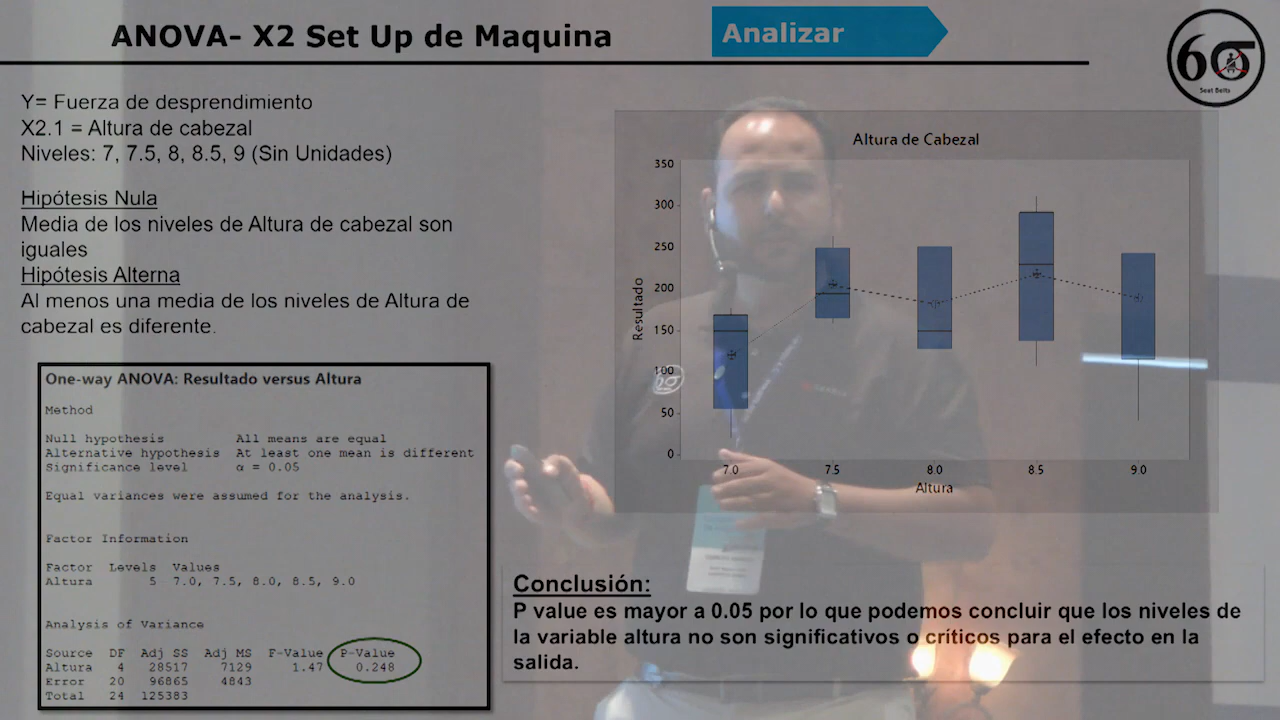 ANOVA- X2 Set Up de Maquina
Analizar
6σ
Seat Belts
Y= Fuerza de desprendimiento
X2.1 = Altura de cabezal
Niveles: 7, 7.5, 8, 8.5, 9 (Sin Unidades)
Hipótesis Nula
Media de los niveles de Altura de cabezal son
iguales
Hipótesis Alterna
Al menos una media de los niveles de Altura de
cabezal es diferente.
One-way ANOVA: Resultado versus Altura
Method
Null hypothesis All means are equal
Alternative hypothesis At least one mean is different
Significance level α = 0.05
Equal variances were assumed for the analysis.
Factor Information
Factor Levels Values
Altura 5 7.0, 7.5, 8.0, 8.5, 9.0
Analysis of Variance
Source DF Adj SS Adj MS F-Value P-Value
Altura 4 28517 7129 1.47 0.248
Error 20 96865 4843
Total 24 125383
Altura de Cabezal
350
300
250
200
150
100
50
0
Resultado
7.0 7.5 8.0 8.5 9.0
Altura
Conclusión:
P value es mayor a 0.05 por lo que podemos concluir que los niveles de
la variable altura no son significativos o críticos para el efecto en la
salida.